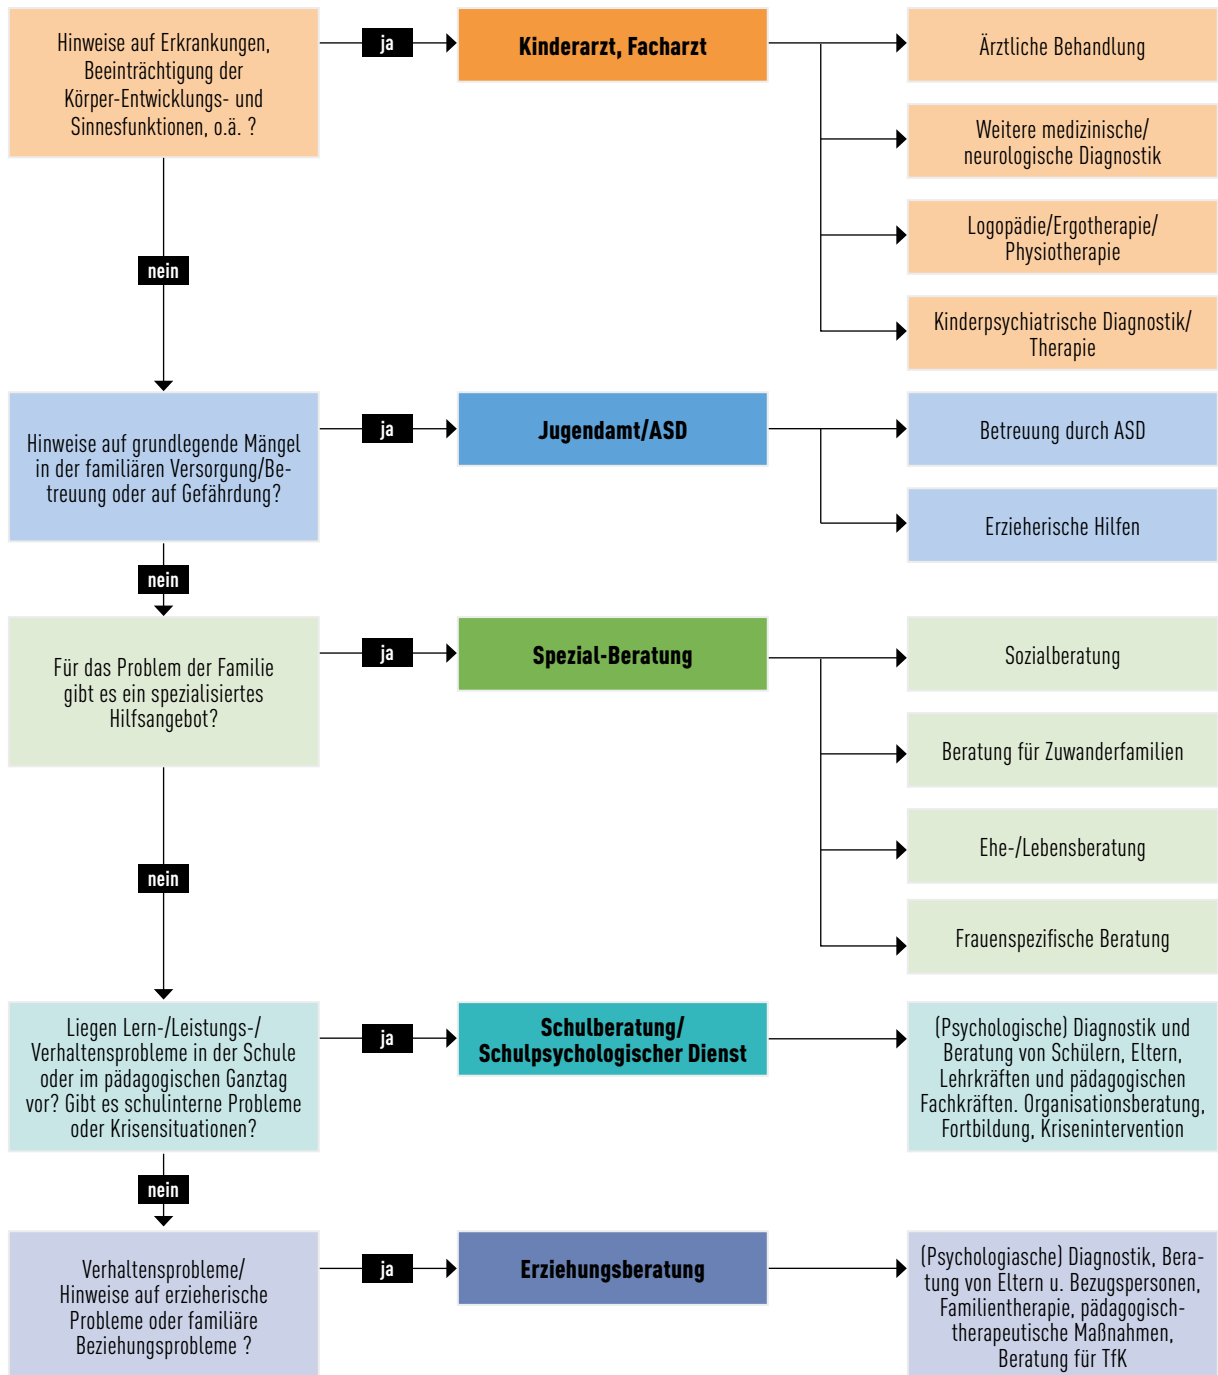 Hinweise auf Erkrankungen,
Beeinträchtigung der
Körper-Entwicklungs- und
Sinnesfunktionen, o.ä. ?
ja
Kinderarzt, Facharzt
Ärztliche Behandlung
Weitere medizinische/
neurologische Diagnostik
Logopädie/Ergotherapie/
Physiotherapie
Kinderpsychiatrische Diagnostik/
Therapie
nein
Hinweise auf grundlegende Mängel
in der familiären Versorgung/Be-
treuung oder auf Gefährdung?
ja
Jugendamt/ASD
Betreuung durch ASD
Erzieherische Hilfen
nein
Für das Problem der Familie
gibt es ein spezialisiertes
Hilfsangebot?
ja
Spezial-Beratung
Sozialberatung
Beratung für Zuwanderfamilien
Ehe-/Lebensberatung
Frauenspezifische Beratung
nein
Liegen Lern-/Leistungs-/
Verhaltensprobleme in der Schule
oder im pädagogischen Ganztag
vor? Gibt es schulinterne Probleme
oder Krisensituationen?
ja
Schulberatung/
Schulpsychologischer Dienst
(Psychologische) Diagnostik und
Beratung von Schülern, Eltern,
Lehrkräften und pädagogischen
Fachkräften. Organisationsberatung,
Fortbildung, Krisenintervention
nein
Verhaltensprobleme/
Hinweise auf erzieherische
Probleme oder familiäre
Beziehungsprobleme ?
ja
Erziehungsberatung
(Psychologiasche) Diagnostik, Bera-
tung von Eltern u. Bezugspersonen,
Familientherapie, pädagogisch-
therapeutische Maßnahmen,
Beratung für TfK